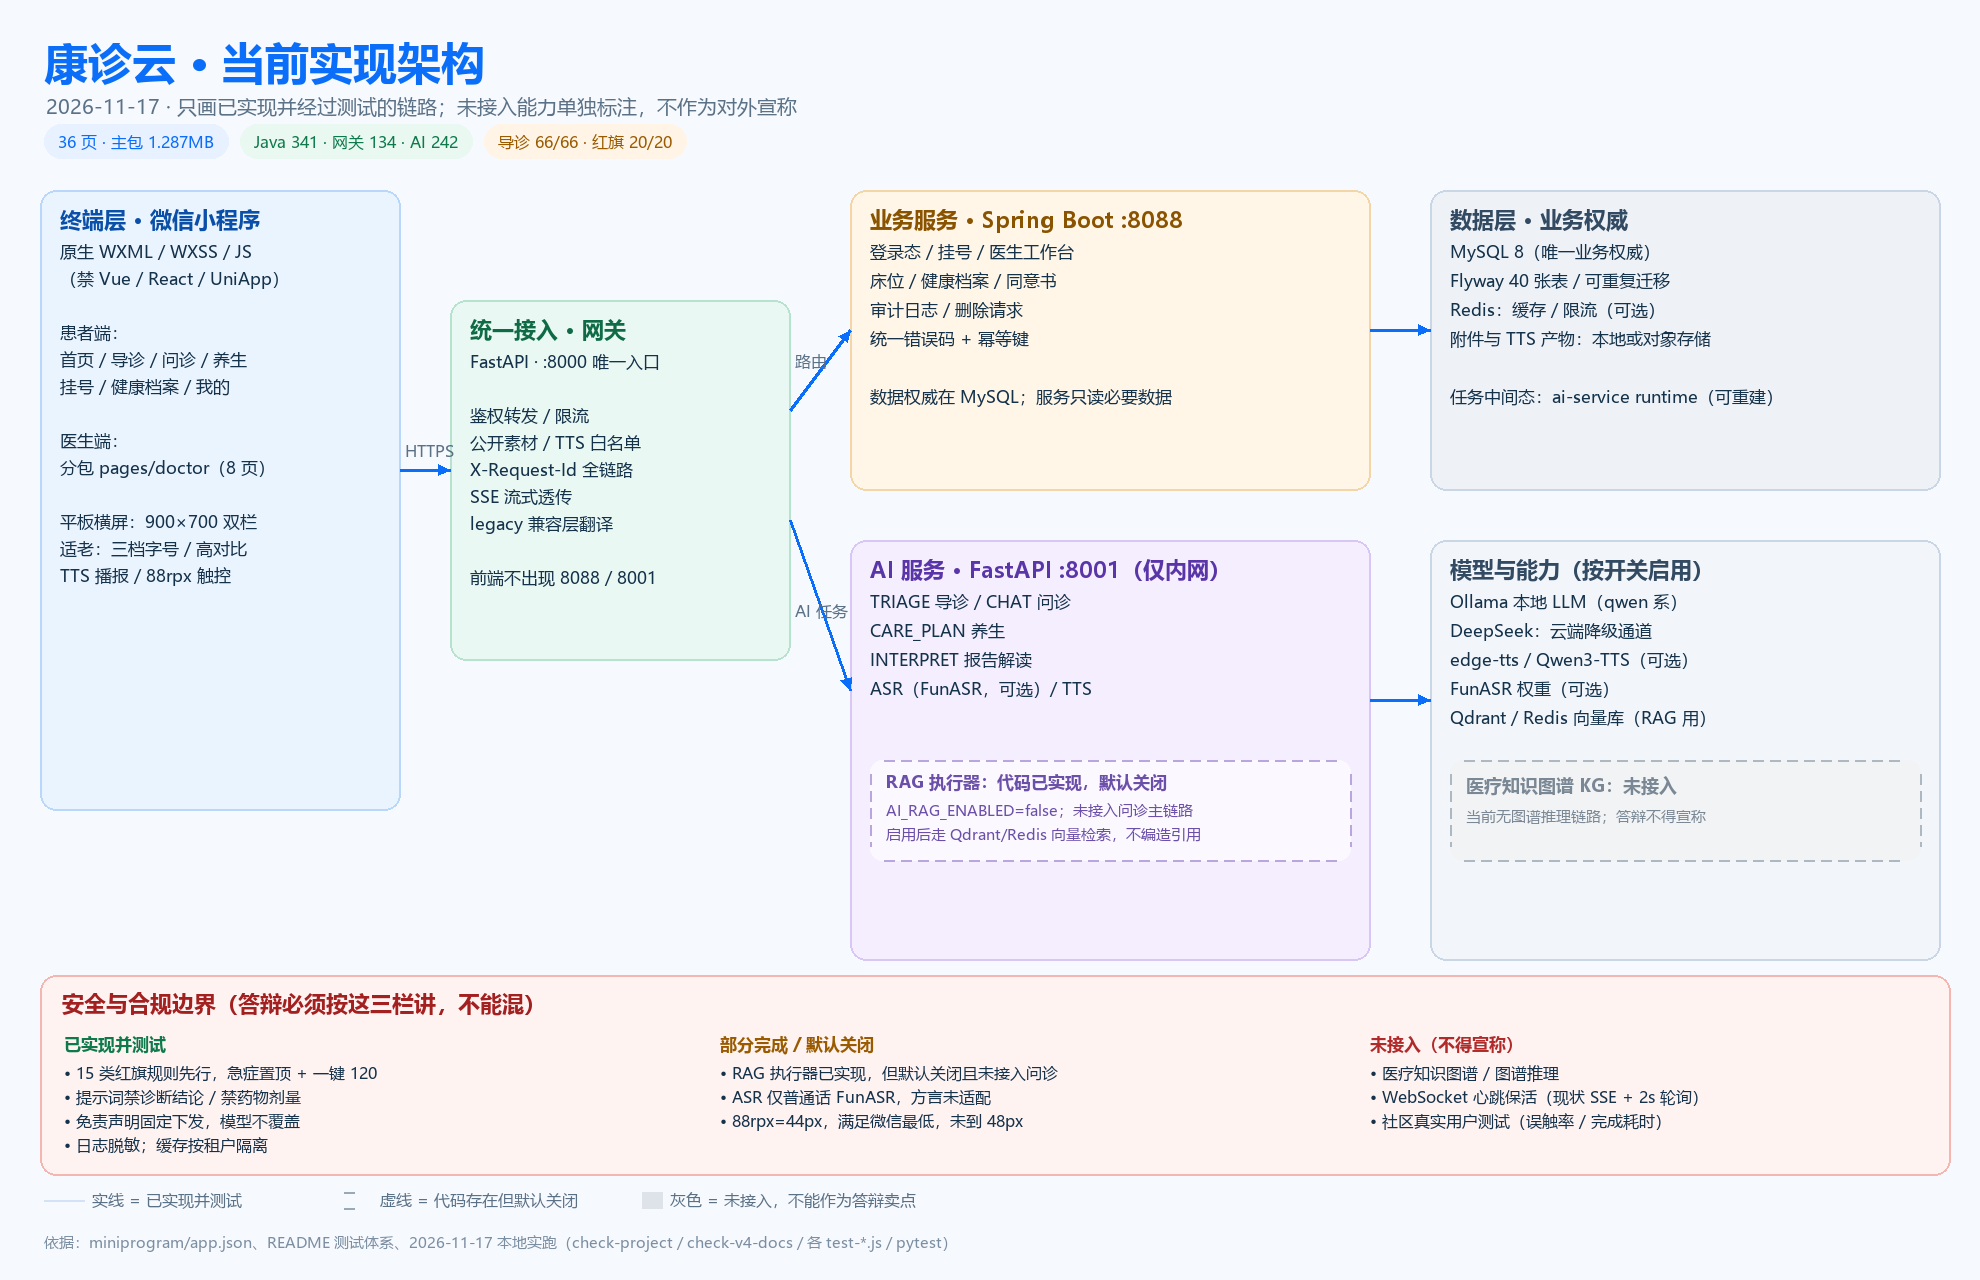 康诊云 • 当前实现架构
2026-11-17 · 只画已实现并经过测试的链路；未接入能力单独标注，不作为对外宣称
36 页 · 主包 1.287MB
Java 341 · 网关 134 · AI 242
导诊 66/66 · 红旗 20/20
终端层 • 微信小程序
原生 WXML / WXSS / JS
（禁 Vue / React / UniApp）
患者端：
首页 / 导诊 / 问诊 / 养生
挂号 / 健康档案 / 我的
医生端：
分包 pages/doctor（8 页）
平板横屏：900×700 双栏
适老：三档字号 / 高对比
TTS 播报 / 88rpx 触控
HTTPS
统一接入 • 网关
FastAPI · :8000 唯一入口
鉴权转发 / 限流
公开素材 / TTS 白名单
X-Request-Id 全链路
SSE 流式透传
legacy 兼容层翻译
前端不出现 8088 / 8001
路由
AI 任务
业务服务 • Spring Boot :8088
登录态 / 挂号 / 医生工作台
床位 / 健康档案 / 同意书
审计日志 / 删除请求
统一错误码 + 幂等键
数据权威在 MySQL；服务只读必要数据
数据层 • 业务权威
MySQL 8（唯一业务权威）
Flyway 40 张表 / 可重复迁移
Redis：缓存 / 限流（可选）
附件与 TTS 产物：本地或对象存储
任务中间态：ai-service runtime（可重建）
AI 服务 • FastAPI :8001（仅内网）
TRIAGE 导诊 / CHAT 问诊
CARE_PLAN 养生
INTERPRET 报告解读
ASR（FunASR，可选）/ TTS
RAG 执行器：代码已实现，默认关闭
AI_RAG_ENABLED=false；未接入问诊主链路
启用后走 Qdrant/Redis 向量检索，不编造引用
模型与能力（按开关启用）
Ollama 本地 LLM（qwen 系）
DeepSeek：云端降级通道
edge-tts / Qwen3-TTS（可选）
FunASR 权重（可选）
Qdrant / Redis 向量库（RAG 用）
医疗知识图谱 KG：未接入
当前无图谱推理链路；答辩不得宣称
安全与合规边界（答辩必须按这三栏讲，不能混）
已实现并测试
• 15 类红旗规则先行，急症置顶 + 一键 120
• 提示词禁诊断结论 / 禁药物剂量
• 免责声明固定下发，模型不覆盖
• 日志脱敏；缓存按租户隔离
部分完成 / 默认关闭
• RAG 执行器已实现，但默认关闭且未接入问诊
• ASR 仅普通话 FunASR，方言未适配
• 88rpx=44px，满足微信最低，未到 48px
未接入（不得宣称）
• 医疗知识图谱 / 图谱推理
• WebSocket 心跳保活（现状 SSE + 2s 轮询）
• 社区真实用户测试（误触率 / 完成耗时）
实线 = 已实现并测试
虚线 = 代码存在但默认关闭
灰色 = 未接入，不能作为答辩卖点
依据：miniprogram/app.json、README 测试体系、2026-11-17 本地实跑（check-project / check-v4-docs / 各 test-*.js / pytest）